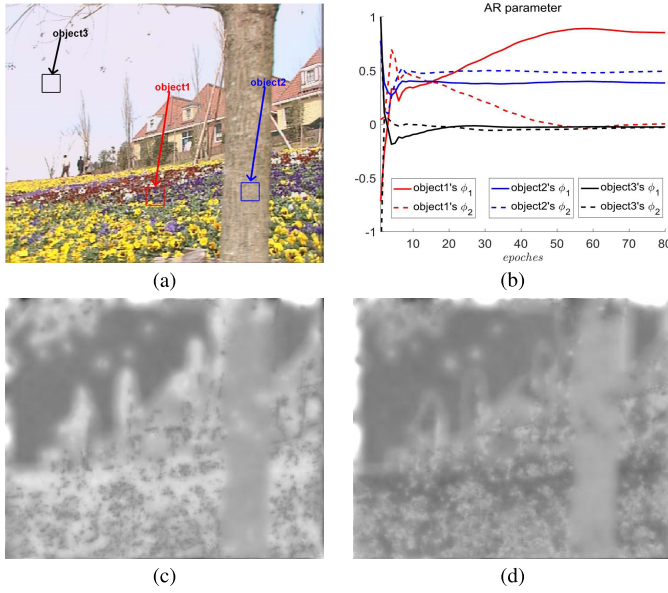 object3
object1
object2
(a)
AR parameter
1
0.5
0
-0.5
-1
10 20 30 40 50 60 70 80
epoches
object1's ϕ₁
object2's ϕ₁
object3's ϕ₁
object1's ϕ₂
object2's ϕ₂
object3's ϕ₂
(b)
(c)
(d)